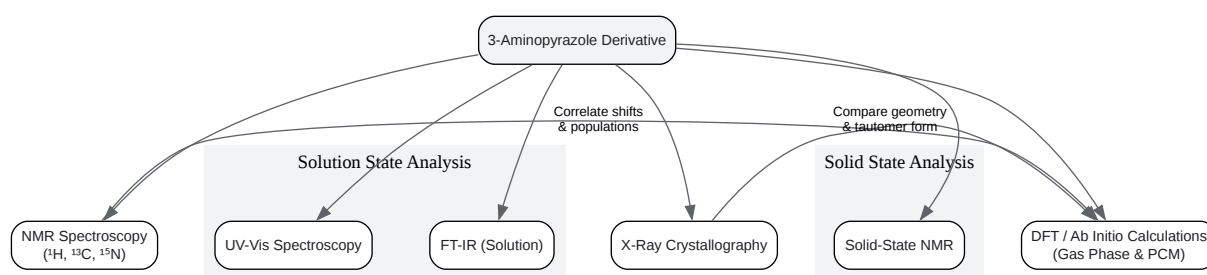 3-Aminopyrazole Derivative
Correlate shifts
& populations
Compare geometry
& tautomer form
Solution State Analysis
Solid State Analysis
NMR Spectroscopy
(¹H, ¹³C, ¹⁵N)
UV-Vis Spectroscopy
FT-IR (Solution)
X-Ray Crystallography
Solid-State NMR
DFT / Ab Initio Calculations
(Gas Phase & PCM)